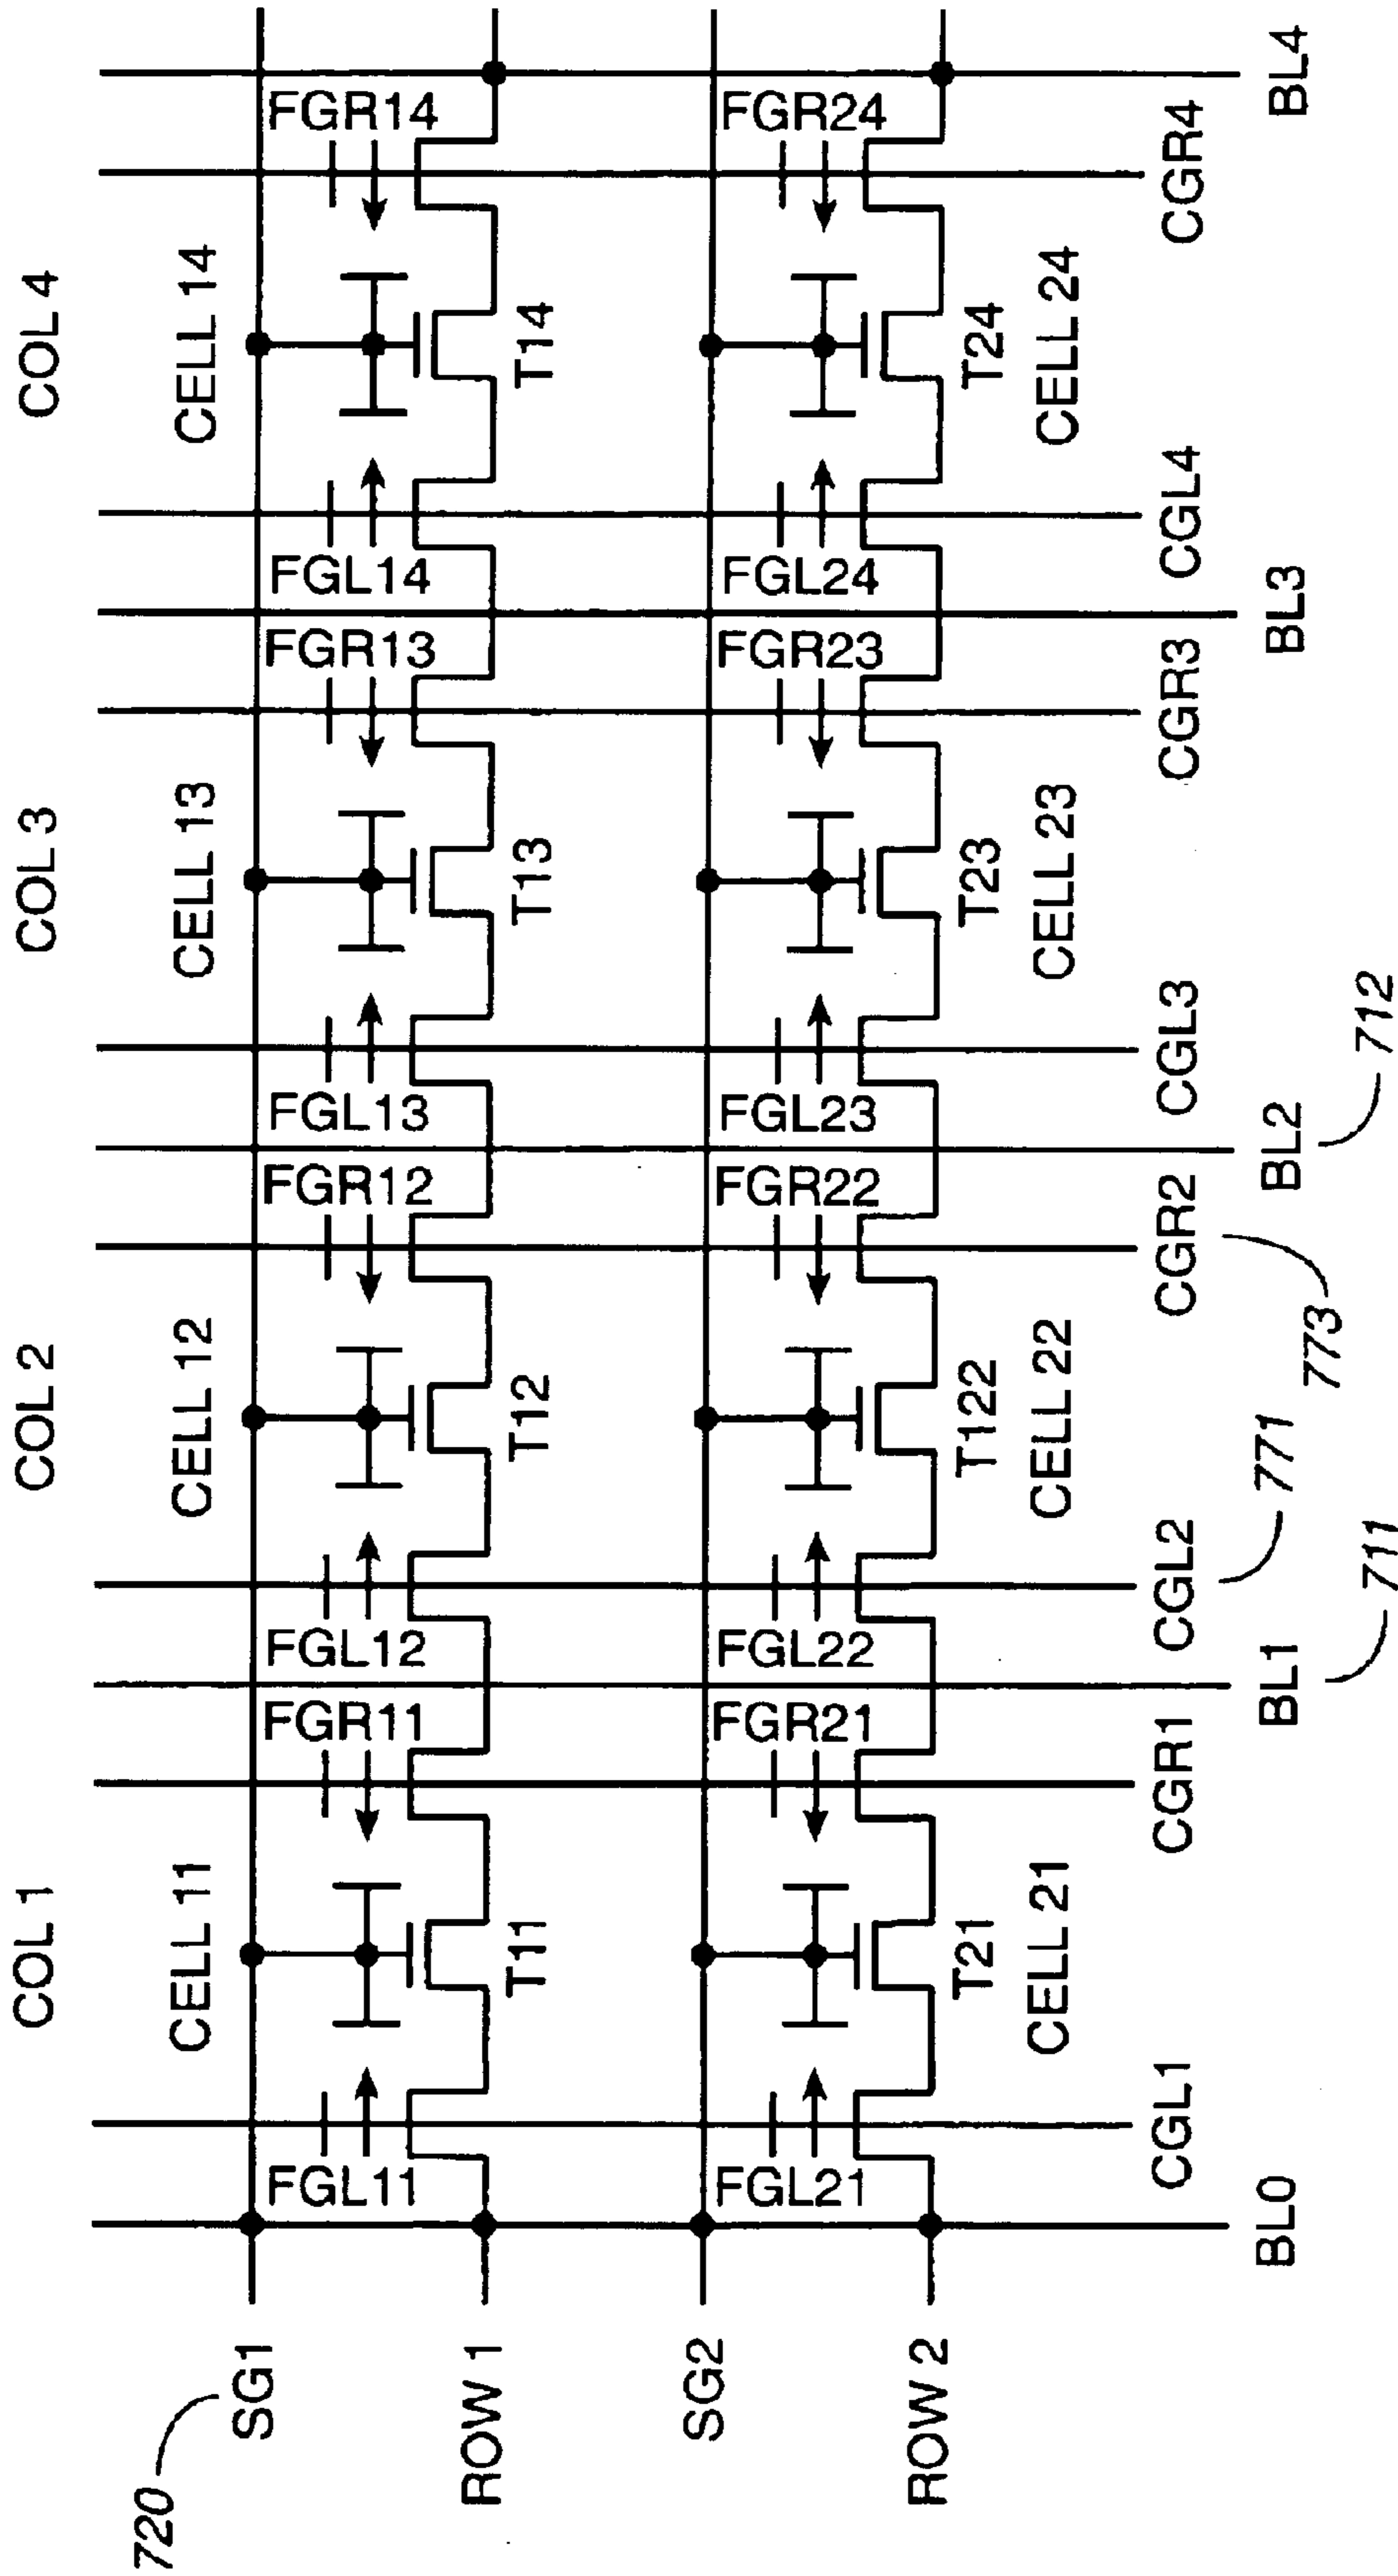 COL 1 COL 2 COL 3 COL 4
CELL 11 CELL 12 CELL 13 CELL 14
720
SG1
FGL11 FGR11 FGL12 FGR12 FGL13 FGR13 FGL14 FGR14
ROW 1
T11 T12 T13 T14
SG2
FGL21 FGR21 FGL22 FGR22 FGL23 FGR23 FGL24 FGR24
ROW 2
T21 T122 T23 T24
CELL 21 CELL 22 CELL 23 CELL 24
CGL1 CGR1 CGL2 CGR2 CGL3 CGR3 CGL4 CGR4
BL0 BL1 BL2 BL3 BL4
771 773
711 712